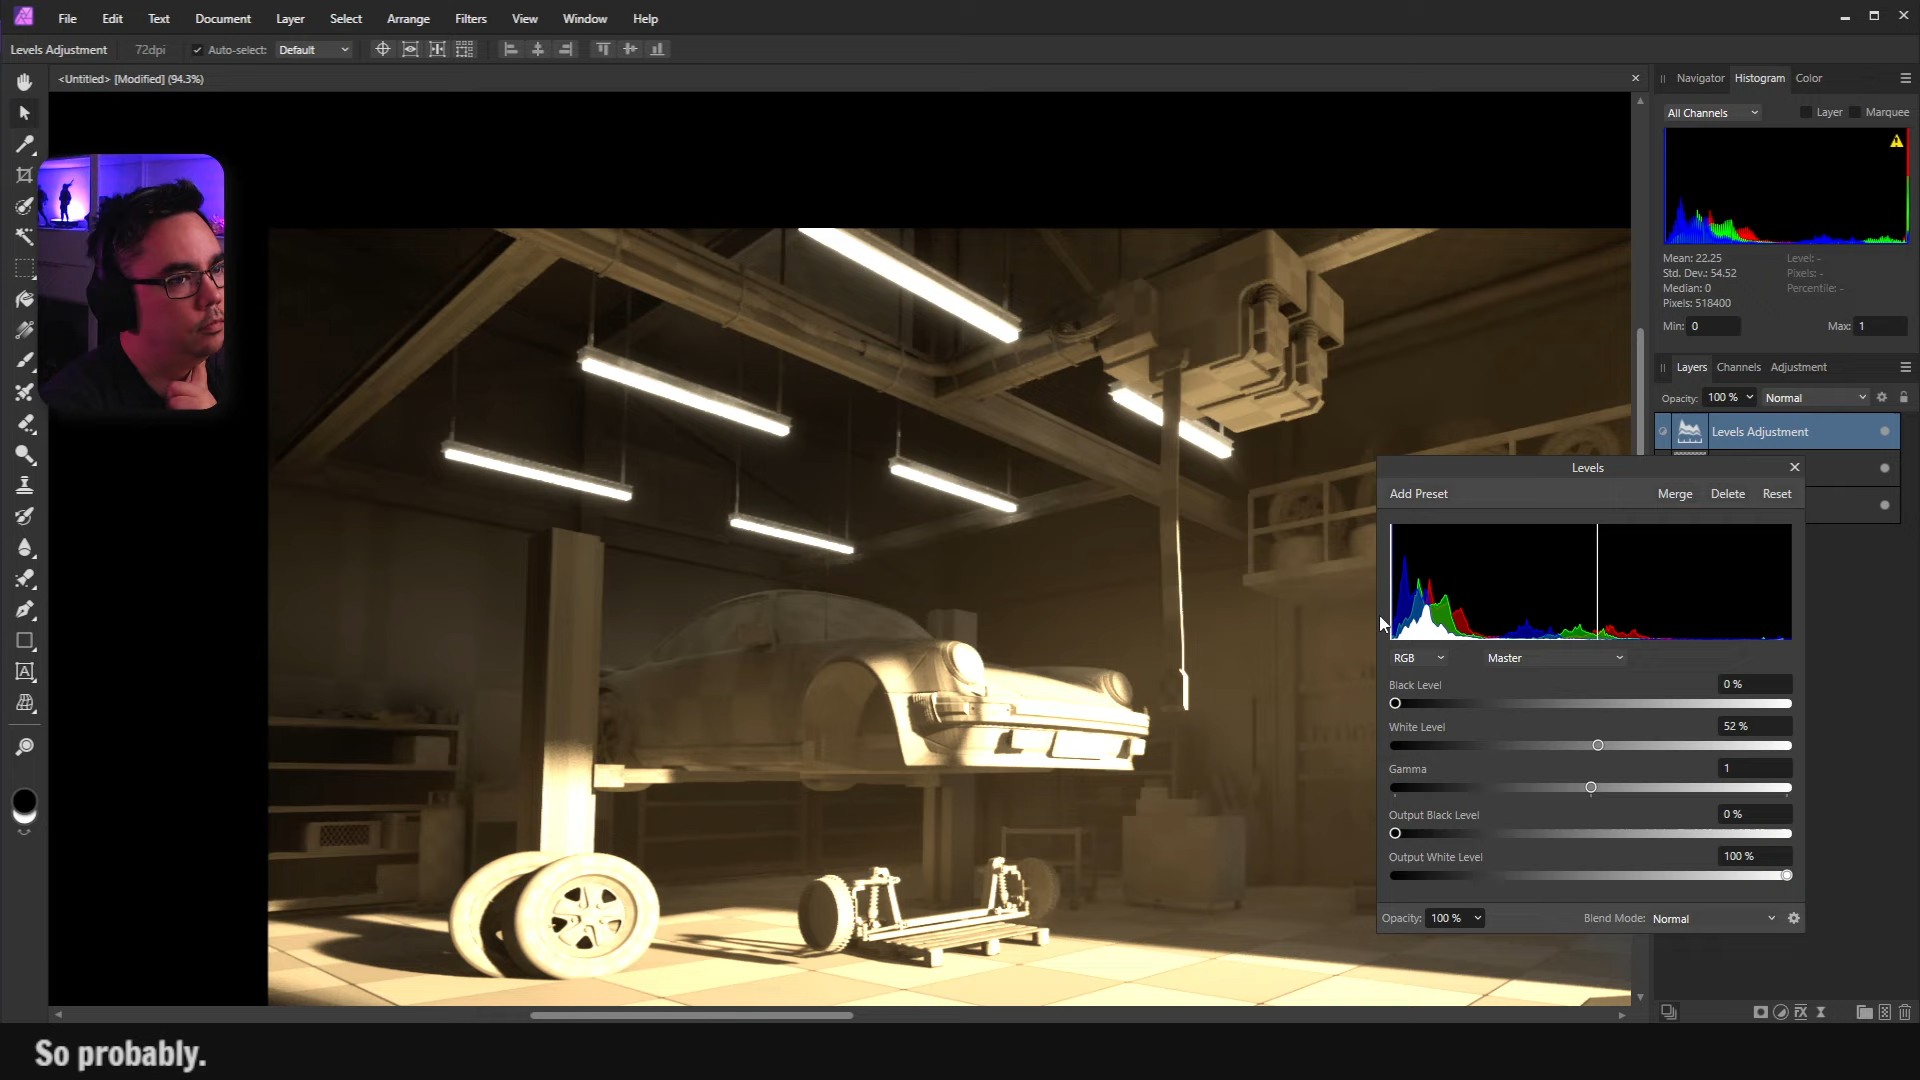 File Edit Text Document Layer Select Arrange Filters View Window Help
Levels Adjustment 72dpi Auto-select: Default
<Untitled> [Modified] (94.3%)
Navigator Histogram Color
All Channels Layer Marquee
Mean: 22.25 Level: -
Std. Dev.: 54.52 Pixels: -
Median: 0 Percentile: -
Pixels: 518400
Min: 0 Max: 1
Layers Channels Adjustment
Opacity: 100 % Normal
Levels Adjustment
Levels
Add Preset Merge Delete Reset
RGB Master
Black Level 0 %
White Level 52 %
Gamma 1
Output Black Level 0 %
Output White Level 100 %
Opacity: 100 % Blend Mode: Normal
So probably.